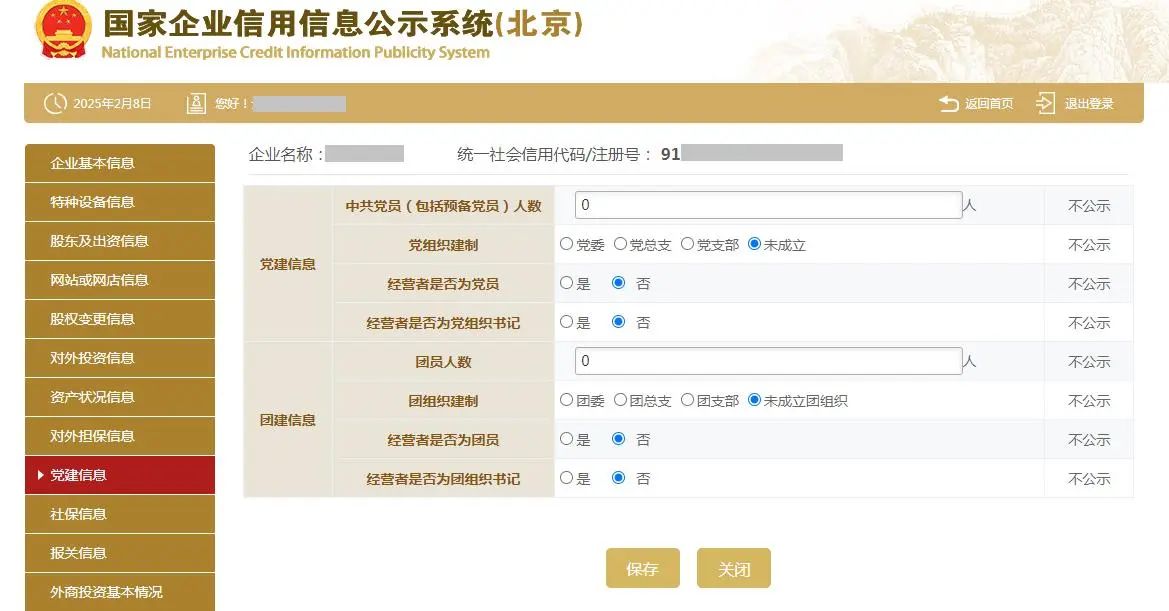 国家企业信用信息公示系统(北京)
National Enterprise Credit Information Publicity System
2025年2月8日 您好！: 返回首页 退出登录
企业名称： 统一社会信用代码/注册号： 91
企业基本信息
特种设备信息
股东及出资信息
网站或网店信息
股权变更信息
对外投资信息
资产状况信息
对外担保信息
党建信息
社保信息
报关信息
外商投资基本情况
党建信息
中共党员（包括预备党员）人数 0 人 不公示
党组织建制 党委 党总支 党支部 未成立 不公示
经营者是否为党员 是 否 不公示
经营者是否为党组织书记 是 否 不公示
团建信息
团员人数 0 人 不公示
团组织建制 团委 团总支 团支部 未成立团组织 不公示
经营者是否为团员 是 否 不公示
经营者是否为团组织书记 是 否 不公示
保存 关闭